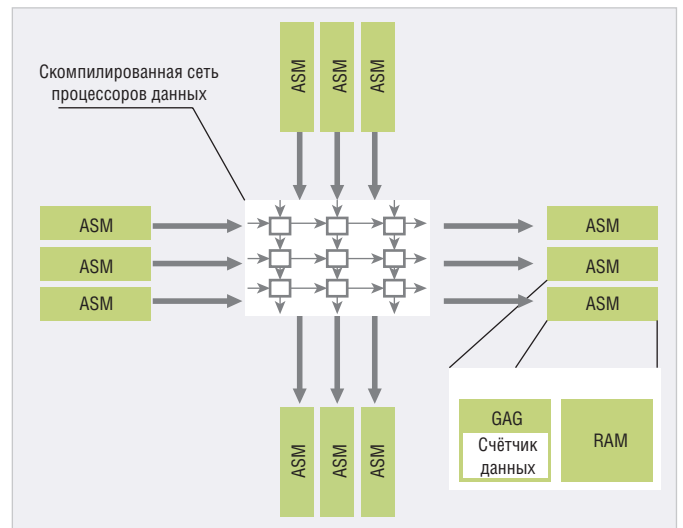 ASM
ASM
ASM
Скомпилированная сеть
процессоров данных
ASM
ASM
ASM
ASM
ASM
ASM
GAG
Счётчик
данных
RAM
ASM
ASM
ASM